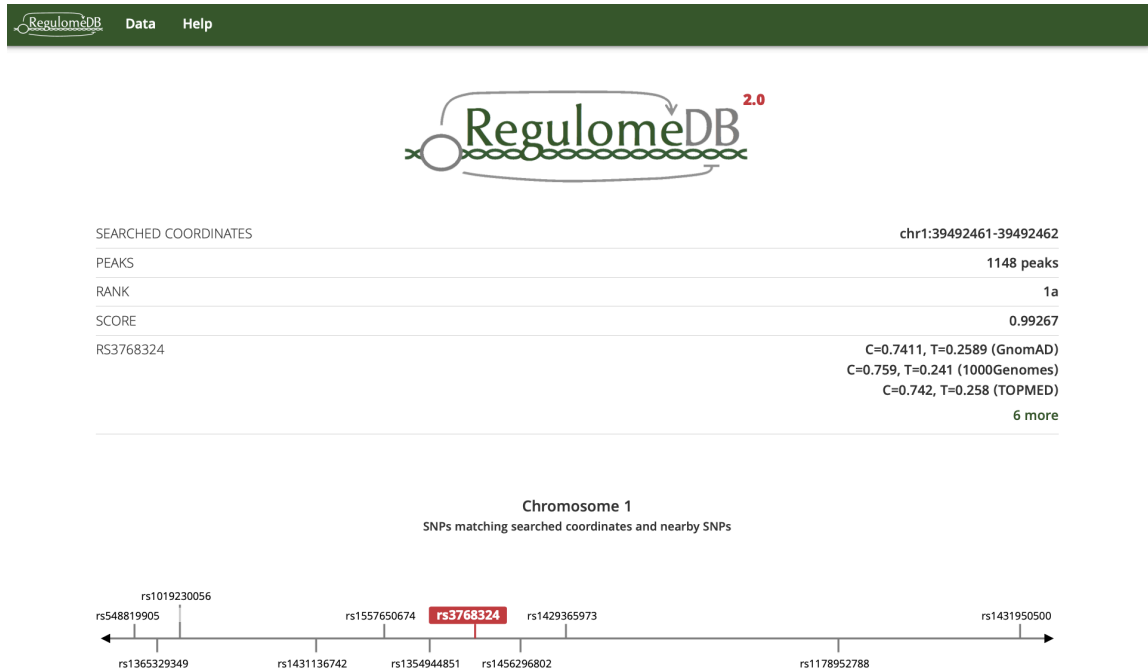 RegulomeDB Data Help
RegulomeDB 2.0
SEARCHED COORDINATES chr1:39492461-39492462
PEAKS 1148 peaks
RANK 1a
SCORE 0.99267
RS3768324 C=0.7411, T=0.2589 (GnomAD)
C=0.759, T=0.241 (1000Genomes)
C=0.742, T=0.258 (TOPMED)
6 more
Chromosome 1
SNPs matching searched coordinates and nearby SNPs
rs1019230056
rs548819905 rs1557650674 rs3768324 rs1429365973 rs1431950500
rs1365329349 rs1431136742 rs1354944851 rs1456296802 rs1178952788